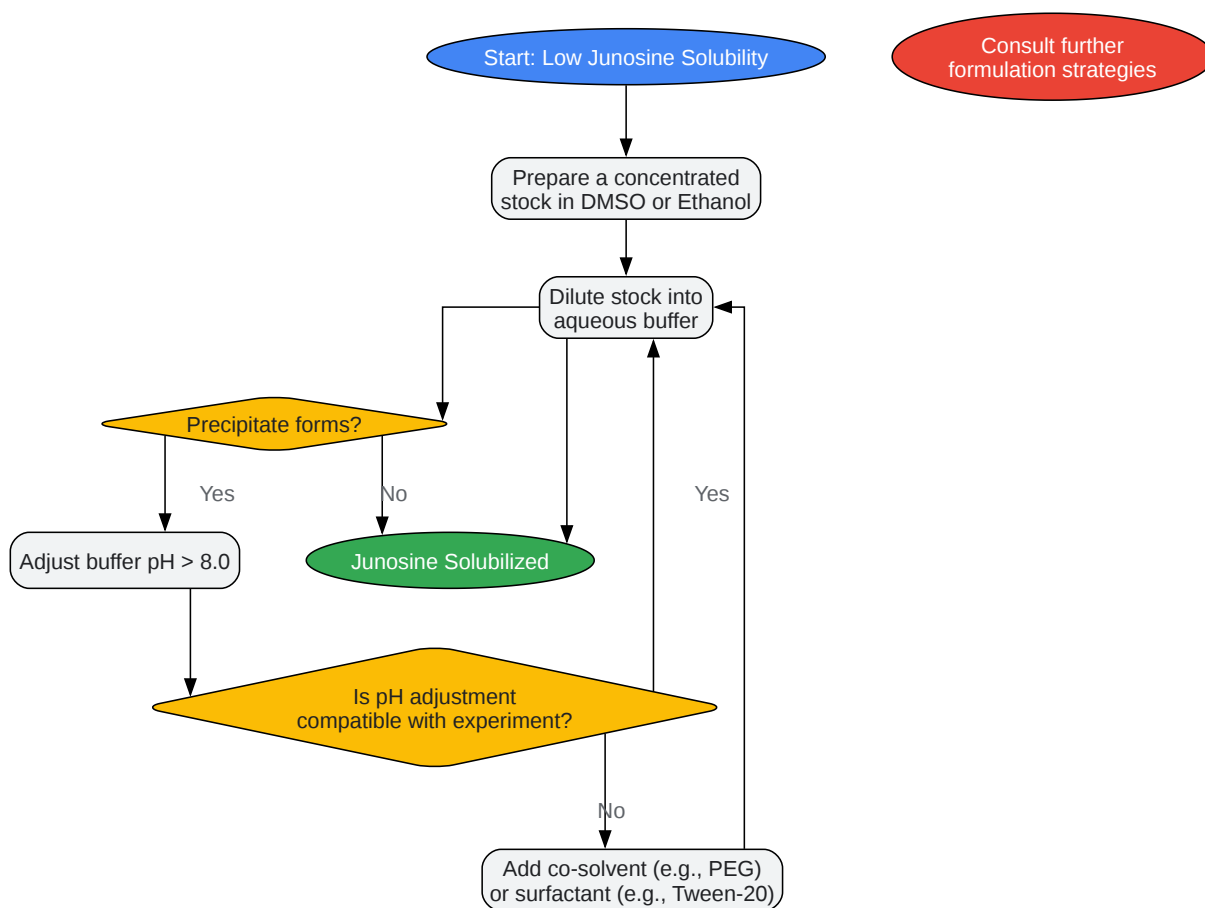 Start: Low Junosine Solubility
Consult further
formulation strategies
Prepare a concentrated
stock in DMSO or Ethanol
Dilute stock into
aqueous buffer
Precipitate forms?
Yes
No
Yes
Adjust buffer pH > 8.0
Junosine Solubilized
Is pH adjustment
compatible with experiment?
No
Add co-solvent (e.g., PEG)
or surfactant (e.g., Tween-20)